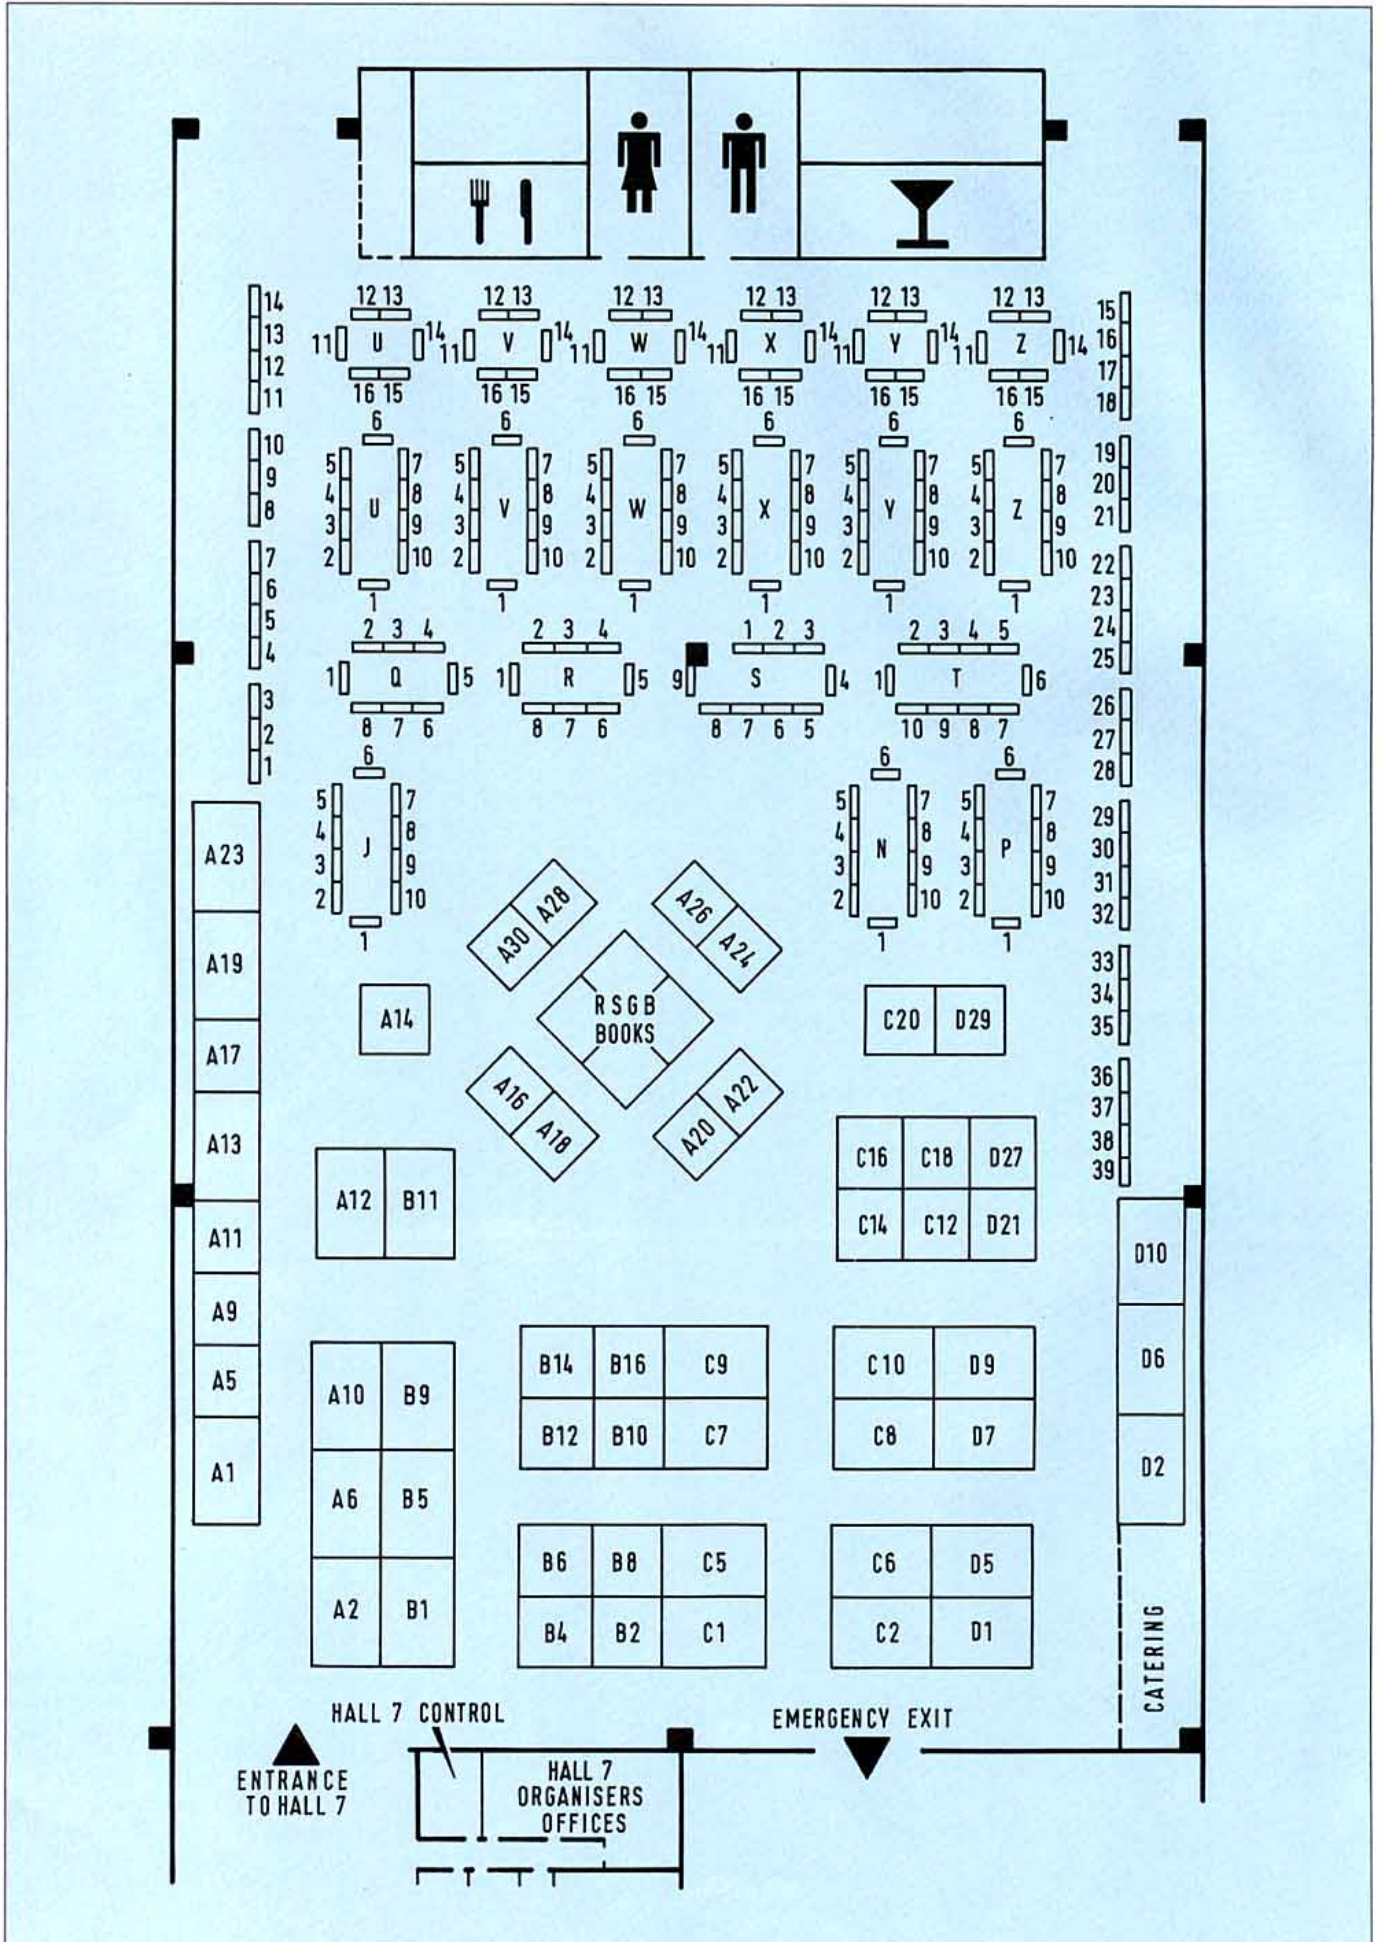 12 13 12 13 12 13 12 13 12 13 12 13
14
13
12
11
11 U 14
11 V 14
11 W 14
11 X 14
11 Y 14
11 Z 14
15
16
17
18
16 15 16 15 16 15 16 15 16 15 16 15
6 6 6 6 6 6
10
9
8
5 7 5 7 5 7 5 7 5 7 5 7
4 8 4 8 4 8 4 8 4 8 4 8
U V W X Y Z
3 9 3 9 3 9 3 9 3 9 3 9
2 10 2 10 2 10 2 10 2 10 2 10
1 1 1 1 1 1
19
20
21
7
6
5
4
22
23
24
25
2 3 4 2 3 4 1 2 3 2 3 4 5
1 Q 5 1 R 5 9 S 4 1 T 6
8 7 6 8 7 6 8 7 6 5 10 9 8 7
3
2
1
26
27
28
6 6 6
5 7 5 7 5 7
4 8 4 8 4 8
J N P
3 9 3 9 3 9
2 10 2 10 2 10
1 1 1
29
30
31
32
33
34
35
36
37
38
39
A23
A19
A17
A13
A11
A9
A5
A1
A30 A28
A26 A24
A14
RSGB
BOOKS
C20 D29
A16 A18
A20 A22
A12 B11
C16 C18 D27
C14 C12 D21
D10
D6
D2
A10 B9
A6 B5
A2 B1
B14 B16 C9
B12 B10 C7
C10 D9
C8 D7
B6 B8 C5
B4 B2 C1
C6 D5
C2 D1
CATERING
HALL 7 CONTROL
EMERGENCY EXIT
ENTRANCE
TO HALL 7
HALL 7
ORGANISERS
OFFICES